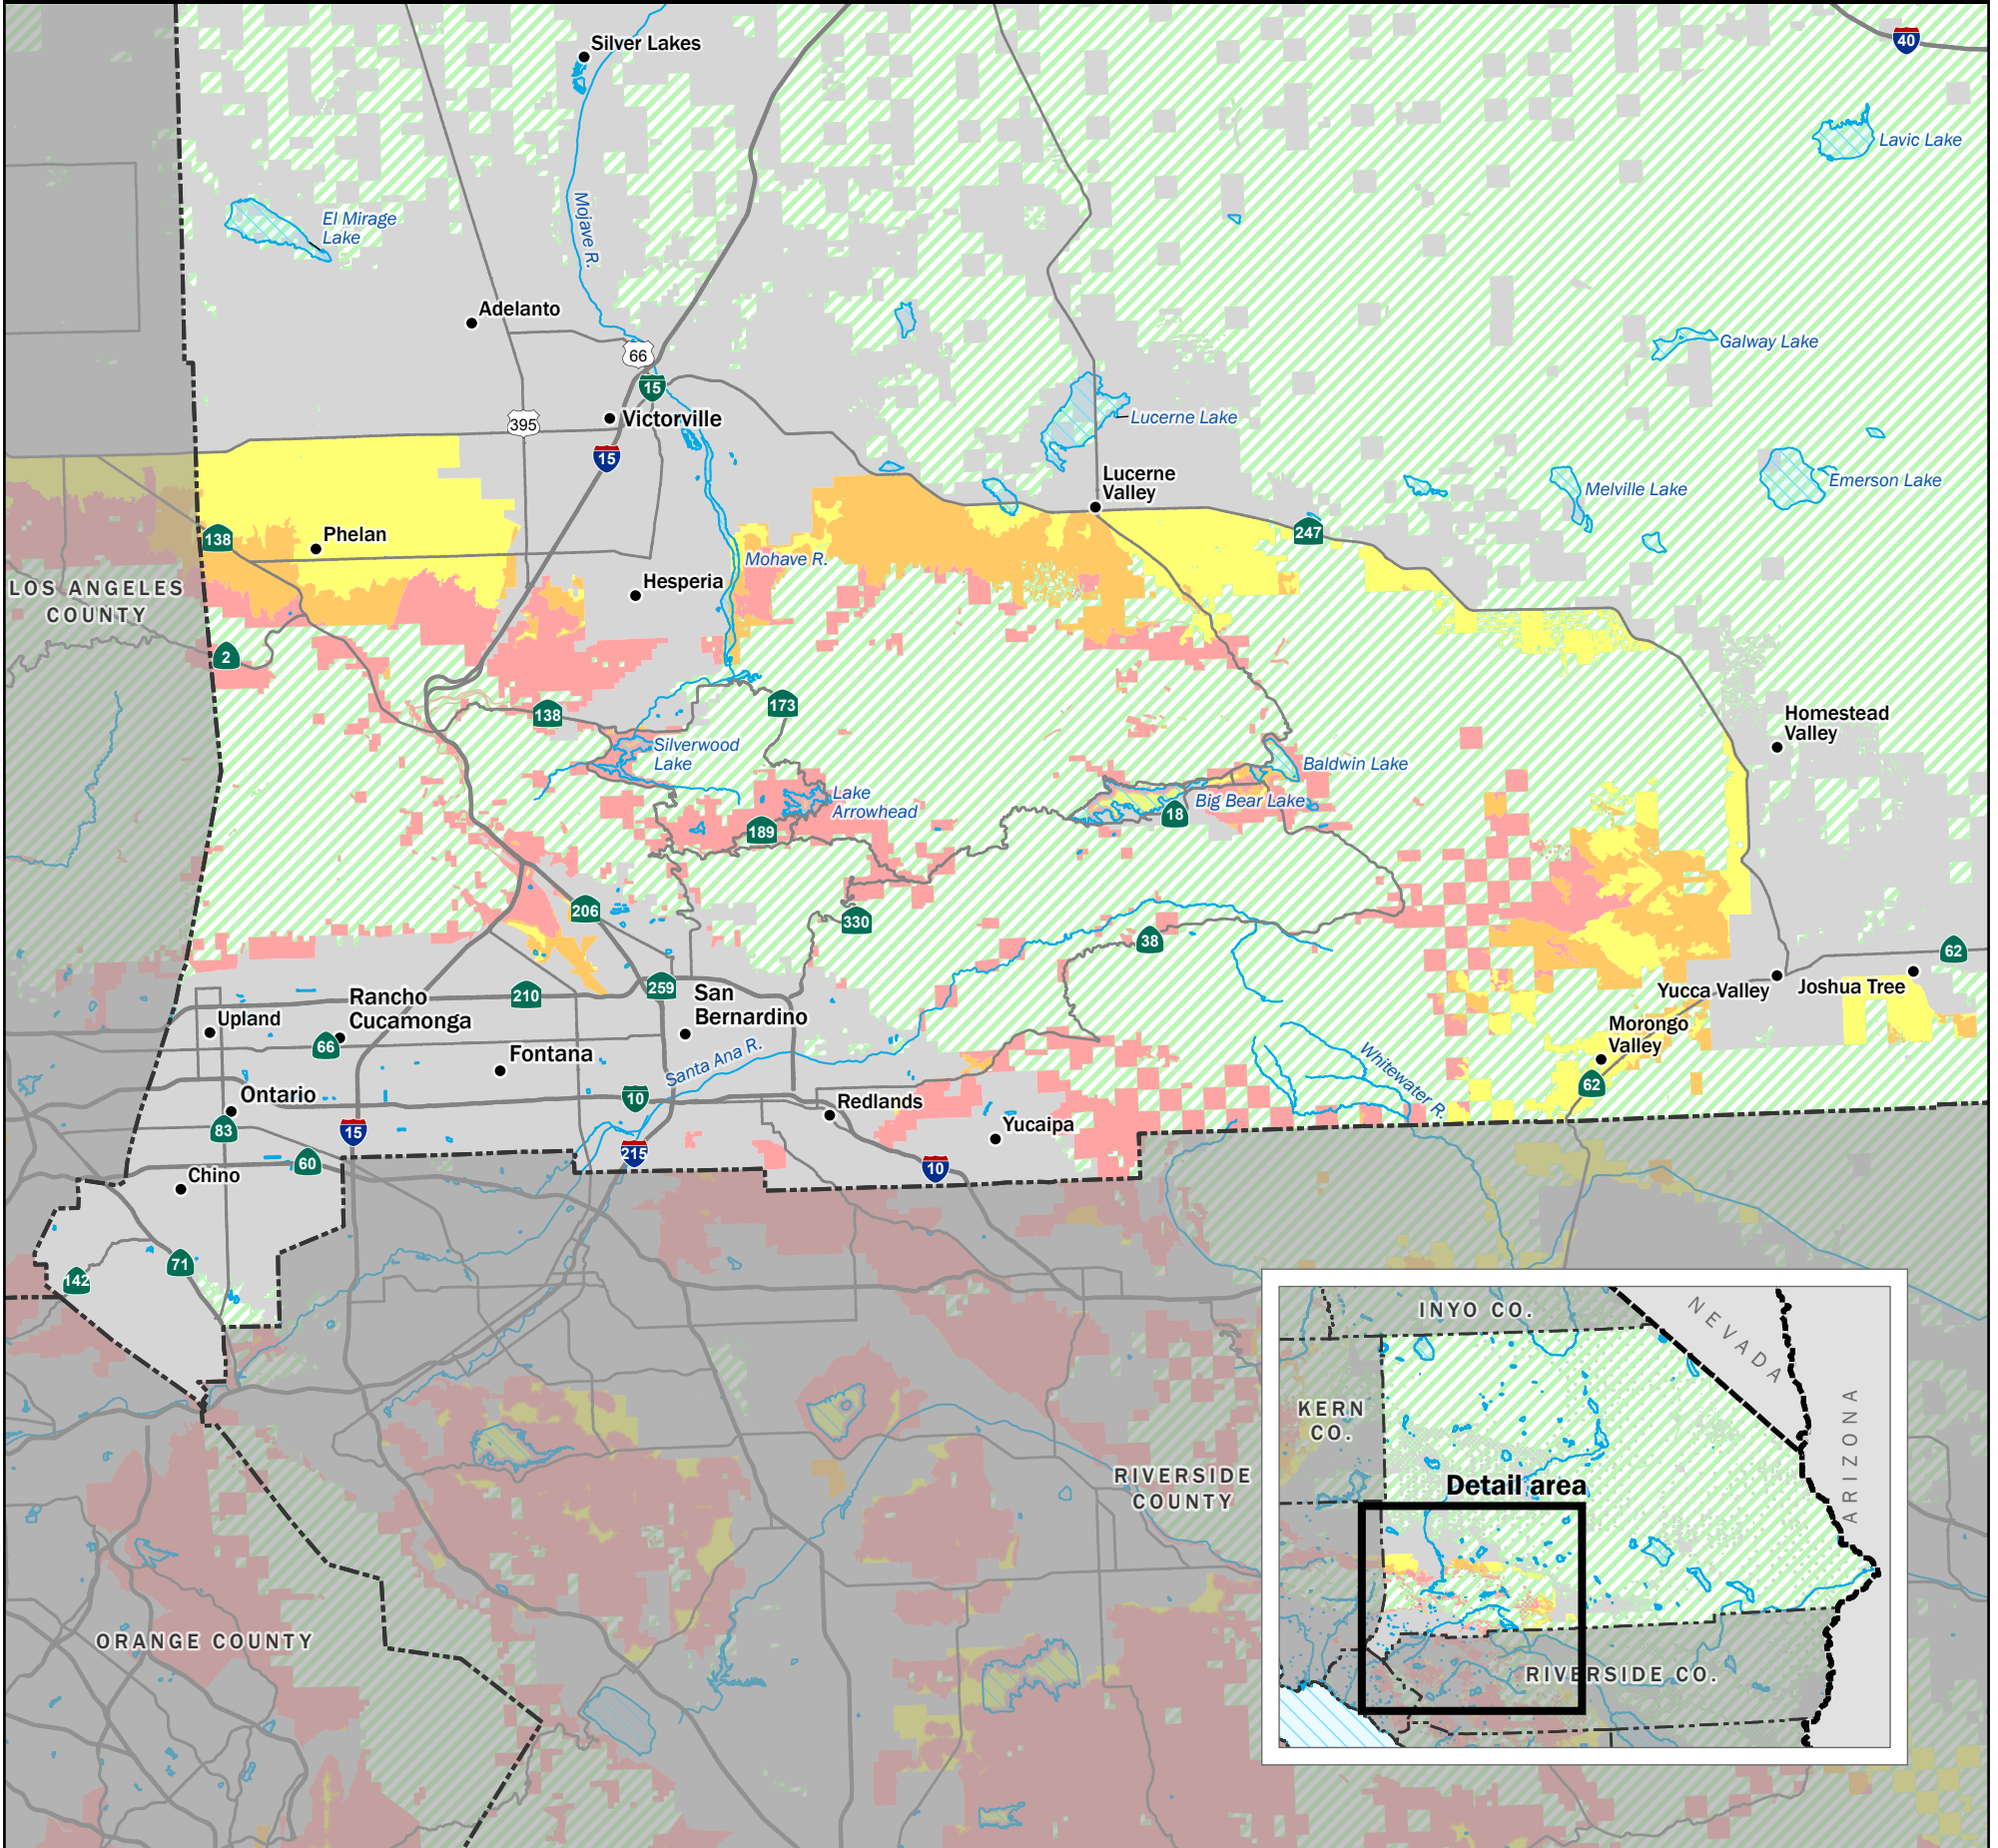 Silver Lakes
40
Lavic Lake
El Mirage
Lake
Mojave R.
Adelanto
66
Galway Lake
15
395
Victorville
Lucerne Lake
15
Lucerne
Valley
Melville Lake
Emerson Lake
138
Phelan
247
Mohave R.
LOS ANGELES
COUNTY
Hesperia
2
173
138
Homestead
Valley
Silverwood
Lake
Baldwin Lake
Lake
Arrowhead
Big Bear Lake
18
189
206
330
38
62
210
259
San
Bernardino
Rancho
Cucamonga
Upland
66
Yucca Valley
Joshua Tree
Morongo
Valley
Fontana
Santa Ana R.
Whitewater R.
62
Ontario
10
Redlands
83
15
Yucaipa
60
215
10
Chino
71
142
INYO CO.
NEVADA
ARIZONA
KERN
CO.
Detail area
RIVERSIDE CO.
RIVERSIDE
COUNTY
ORANGE COUNTY